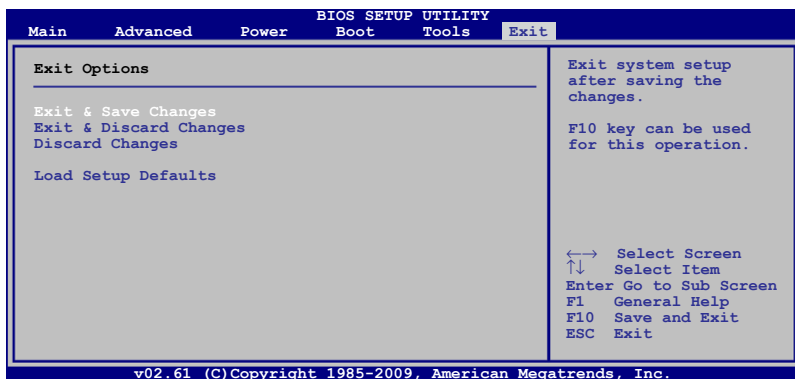 BIOS SETUP UTILITY
Main Advanced Power Boot Tools Exit
Exit Options
Exit & Save Changes
Exit & Discard Changes
Discard Changes
Load Setup Defaults
Exit system setup
after saving the
changes.
F10 key can be used
for this operation.
←→ Select Screen
↑↓ Select Item
Enter Go to Sub Screen
F1 General Help
F10 Save and Exit
ESC Exit
v02.61 (C)Copyright 1985-2009, American Megatrends, Inc.